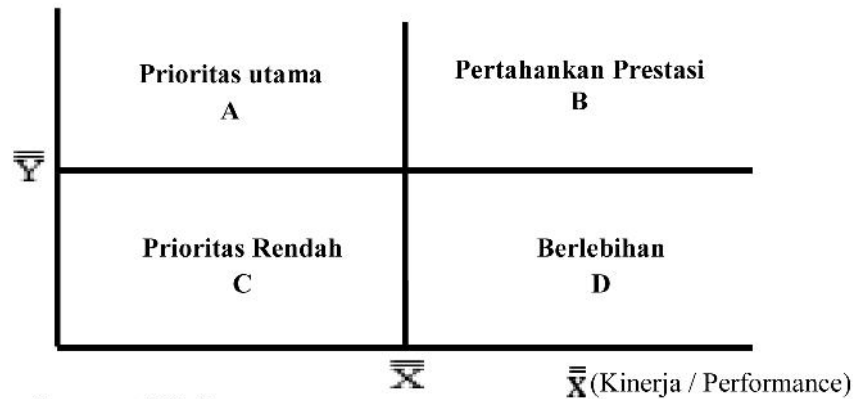 Prioritas utama
A
Pertahankan Prestasi
B
Y
Prioritas Rendah
C
Berlebihan
D
X
X (Kinerja / Performance)